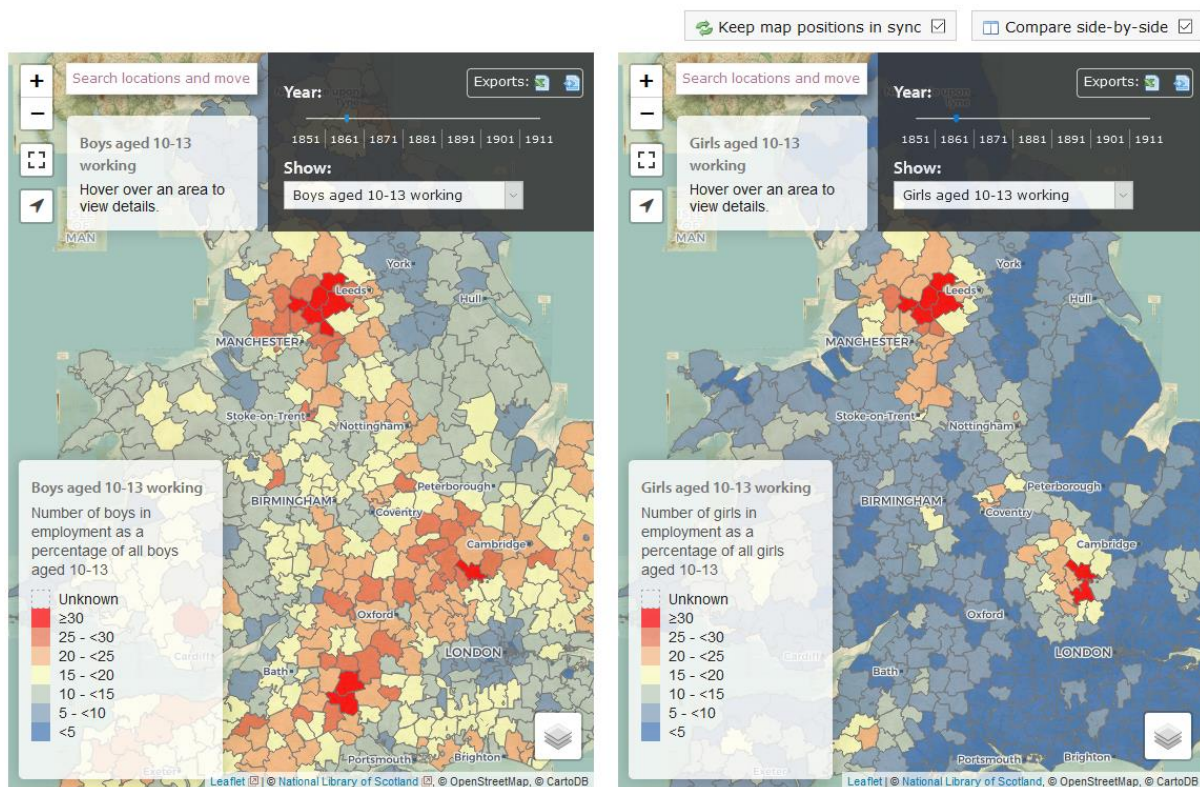 Keep map positions in sync
Compare side-by-side
+
Search locations and move
−
Boys aged 10-13
working
Hover over an area to
view details.
Year:
Exports:
1851 | 1861 | 1871 | 1881 | 1891 | 1901 | 1911
Show:
Boys aged 10-13 working
MAN
York
Leeds
Hull
MANCHESTER
Stoke-on-Trent
Nottingham
Peterborough
BIRMINGHAM
Coventry
Cambridge
Oxford
Cardiff
Bath
LONDON
Exeter
Portsmouth
Brighton
Boys aged 10-13 working
Number of boys in
employment as a
percentage of all boys
aged 10-13
Unknown
≥30
25 - <30
20 - <25
15 - <20
10 - <15
5 - <10
<5
Leaflet | © National Library of Scotland, © OpenStreetMap, © CartoDB
+
Search locations and move
−
Girls aged 10-13
working
Hover over an area to
view details.
Year:
upon
Tyne
Exports:
1851 | 1861 | 1871 | 1881 | 1891 | 1901 | 1911
Show:
Girls aged 10-13 working
MAN
York
Leeds
Hull
MANCHESTER
Stoke-on-Trent
Nottingham
Peterborough
BIRMINGHAM
Coventry
Cambridge
Oxford
Cardiff
Bath
LONDON
Exeter
Portsmouth
Brighton
Girls aged 10-13 working
Number of girls in
employment as a
percentage of all girls
aged 10-13
Unknown
≥30
25 - <30
20 - <25
15 - <20
10 - <15
5 - <10
<5
Leaflet | © National Library of Scotland, © OpenStreetMap, © CartoDB